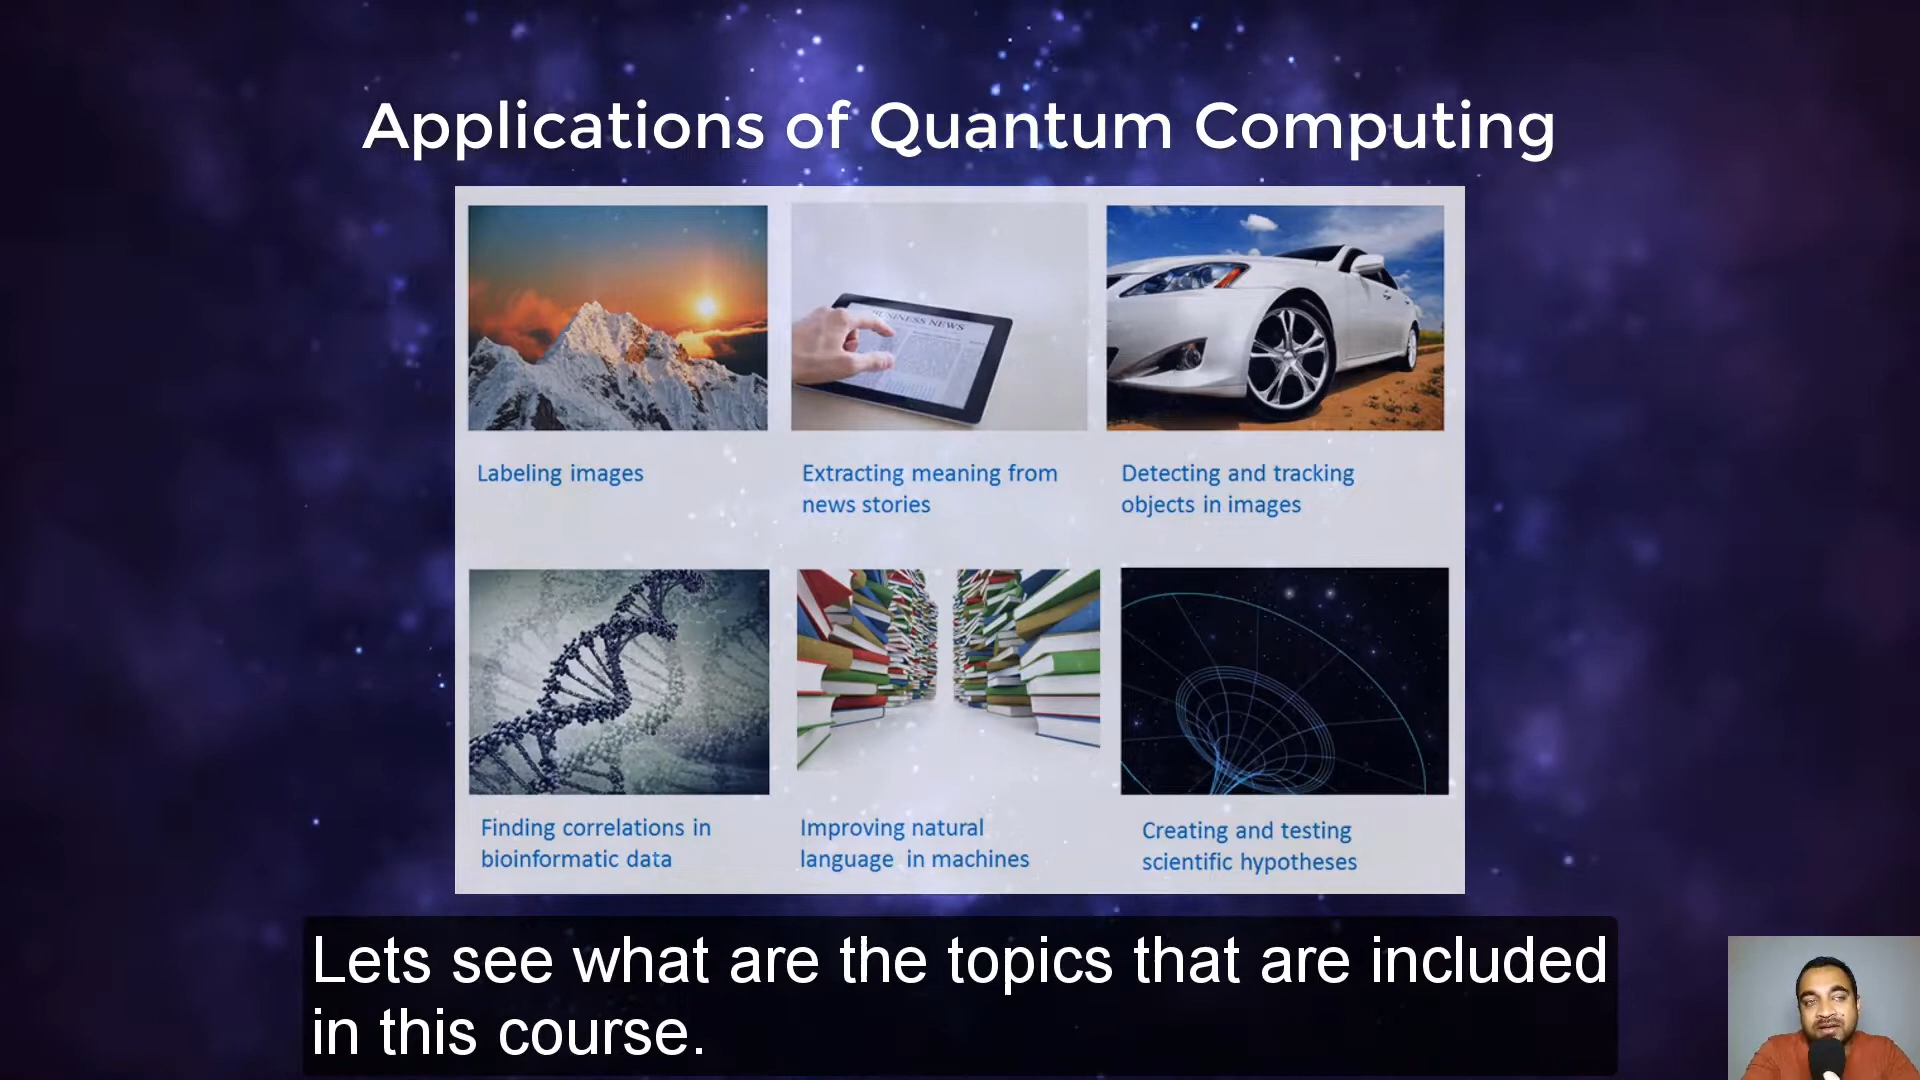 Applications of Quantum Computing
BUSINESS NEWS
Labeling images
Extracting meaning from
news stories
Detecting and tracking
objects in images
Finding correlations in
bioinformatic data
Improving natural
language in machines
Creating and testing
scientific hypotheses
Lets see what are the topics that are included
in this course.